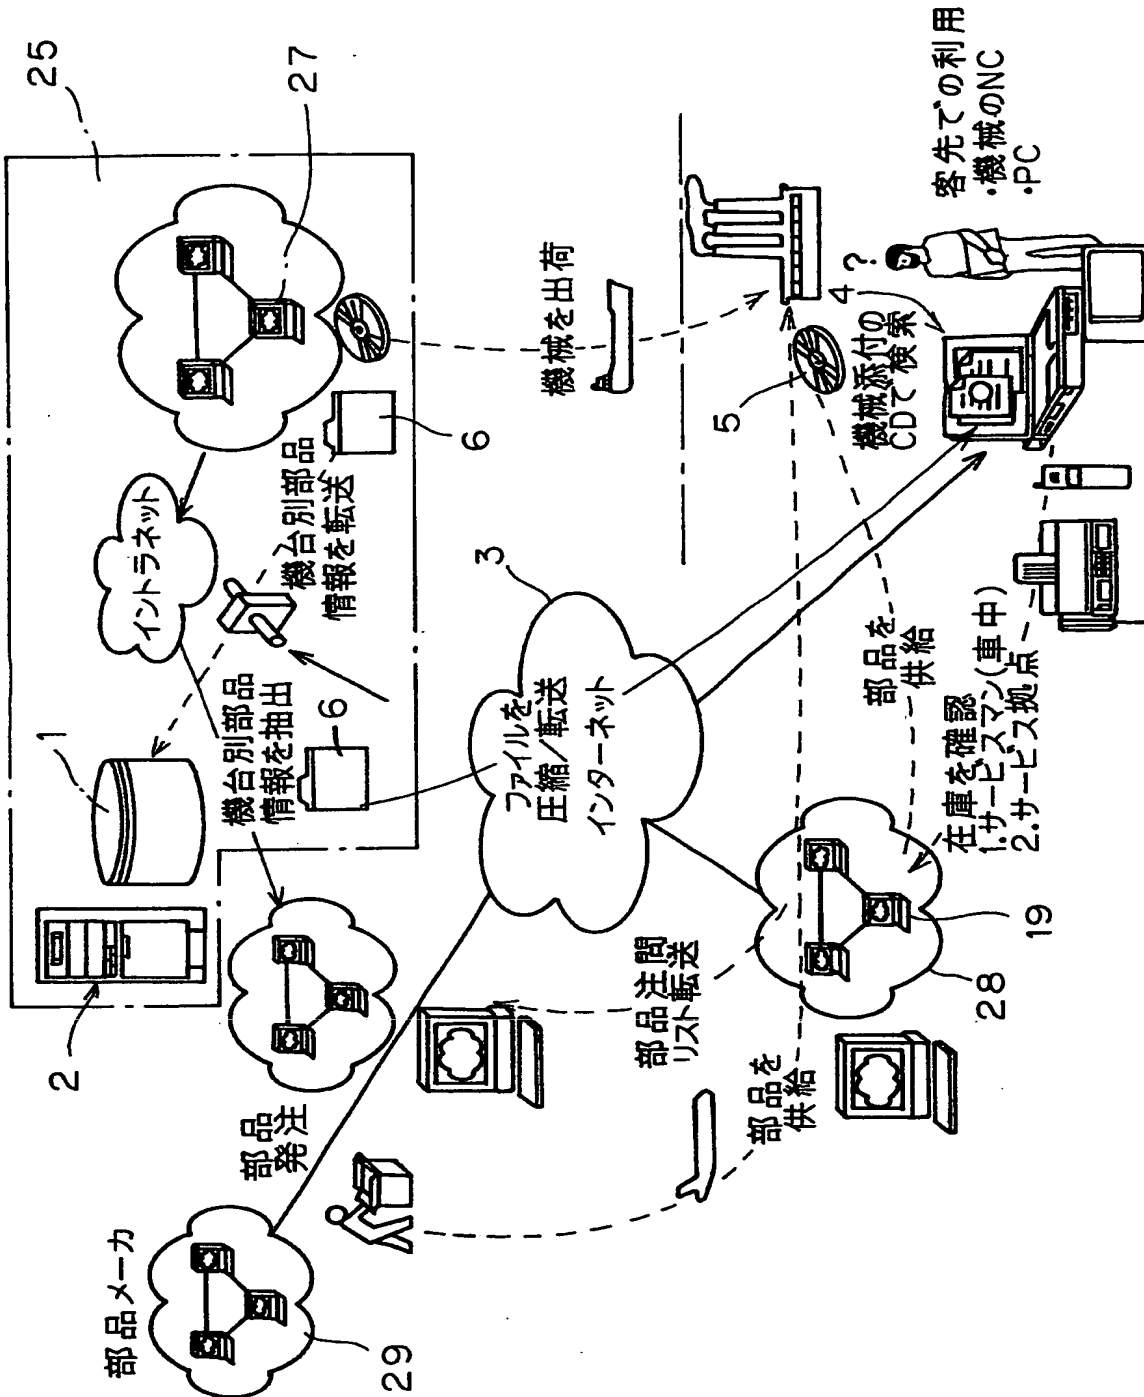 部品メーカ
29
部品
発注
2
1
機台別部品
情報を抽出
6
イントラネット
機台別部品
情報を転送
6
25
27
ファイルを
圧縮/転送
インターネット
3
機械を出荷
部品注問
リスト転送
部品を
供給
28
19
在庫を確認
1.サービスマン(車中)
2.サービス拠点
部品を
供給
5
機械添付の
CDで検索
4
?
客先での利用
・機械のNC
・PC